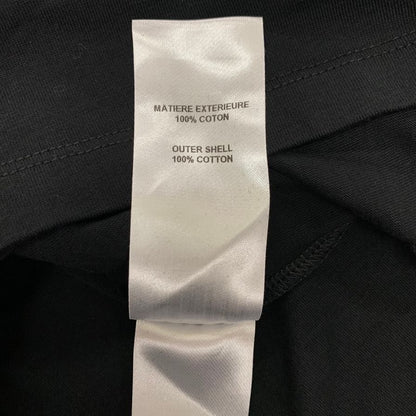 MATIERE EXTERIEURE
100% COTON
OUTER SHELL
100% COTTON